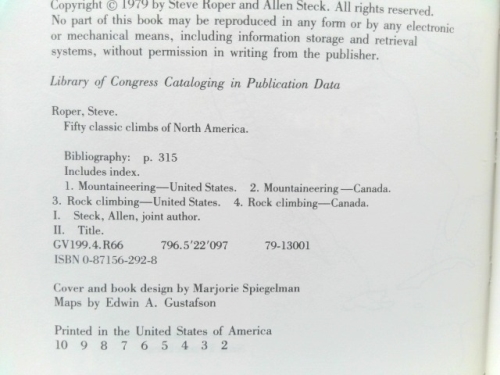 Copyright © 1979 by Steve Roper and Allen Steck. All rights reserved.
No part of this book may be reproduced in any form or by any electronic
or mechanical means, including information storage and retrieval
systems, without permission in writing from the publisher.
Library of Congress Cataloging in Publication Data
Roper, Steve.
Fifty classic climbs of North America.
Bibliography: p. 315
Includes index.
1. Mountaineering—United States. 2. Mountaineering—Canada.
3. Rock climbing—United States. 4. Rock climbing—Canada.
I. Steck, Allen, joint author.
II. Title.
GV199.4.R66 796.5'22'097 79-13001
ISBN 0-87156-292-8
Cover and book design by Marjorie Spiegelman
Maps by Edwin A. Gustafson
Printed in the United States of America
10 9 8 7 6 5 4 3 2